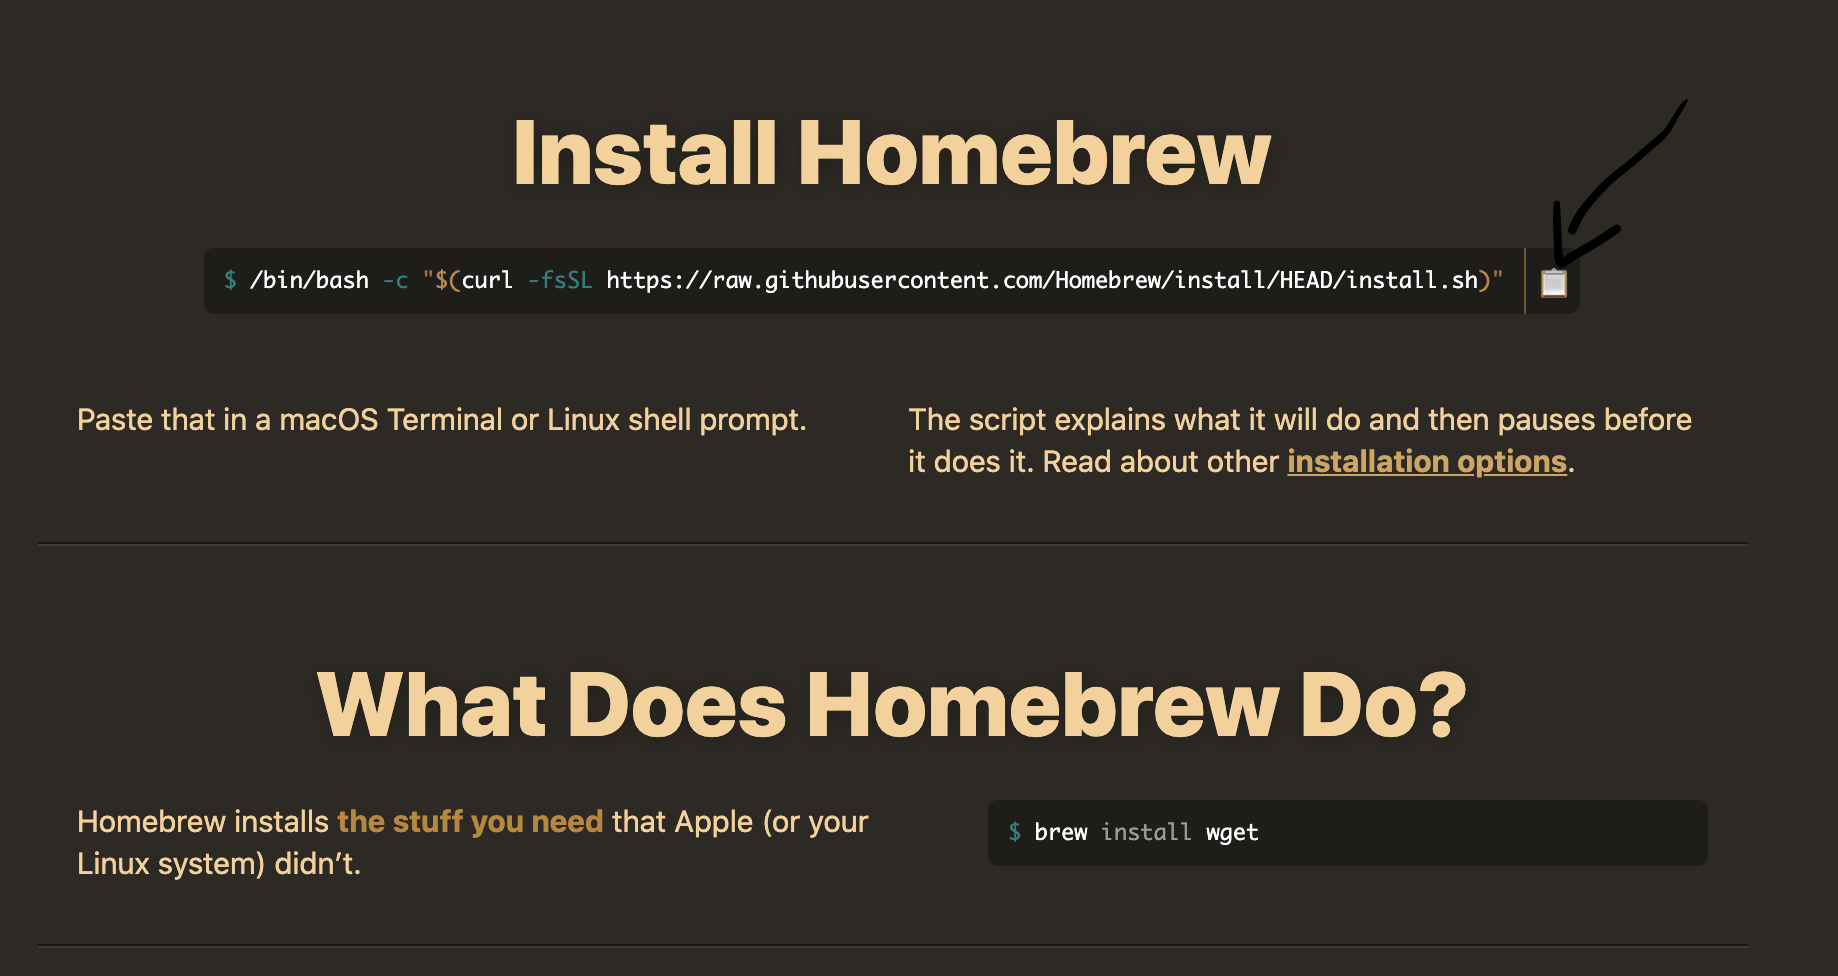 Install Homebrew
$ /bin/bash -c "$(curl -fsSL https://raw.githubusercontent.com/Homebrew/install/HEAD/install.sh)"
Paste that in a macOS Terminal or Linux shell prompt.
The script explains what it will do and then pauses before
it does it. Read about other installation options.
What Does Homebrew Do?
Homebrew installs the stuff you need that Apple (or your
Linux system) didn’t.
$ brew install wget